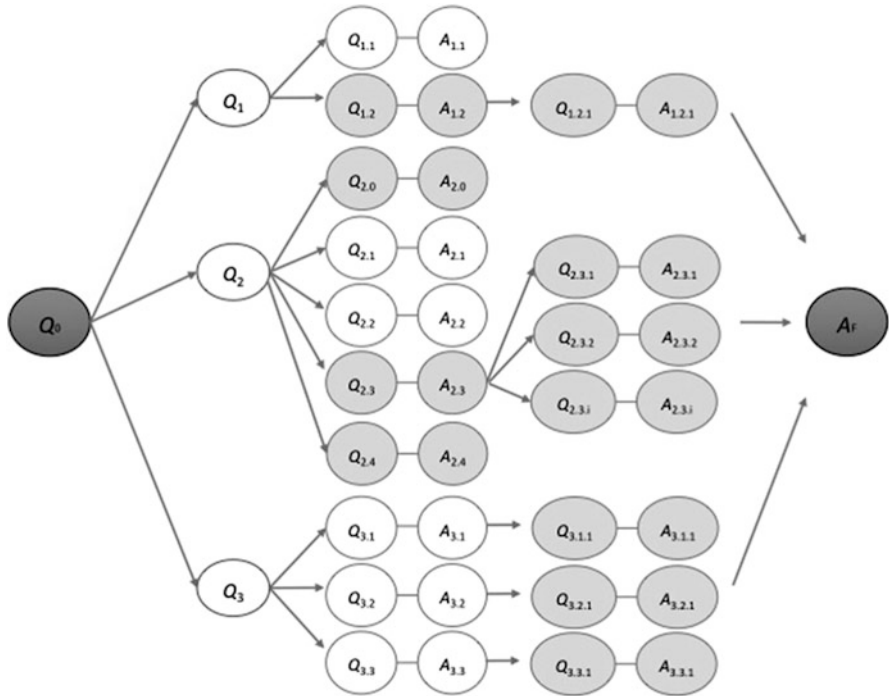 Q1.1 A1.1
Q1 Q1.2 A1.2 Q1.2.1 A1.2.1
Q2.0 A2.0
Q2.1 A2.1
Q2 Q2.3.1 A2.3.1
Q0 Q2.2 A2.2 Q2.3.2 A2.3.2 AF
Q2.3 A2.3 Q2.3.i A2.3.i
Q2.4 A2.4
Q3.1 A3.1 Q3.1.1 A3.1.1
Q3 Q3.2 A3.2 Q3.2.1 A3.2.1
Q3.3 A3.3 Q3.3.1 A3.3.1